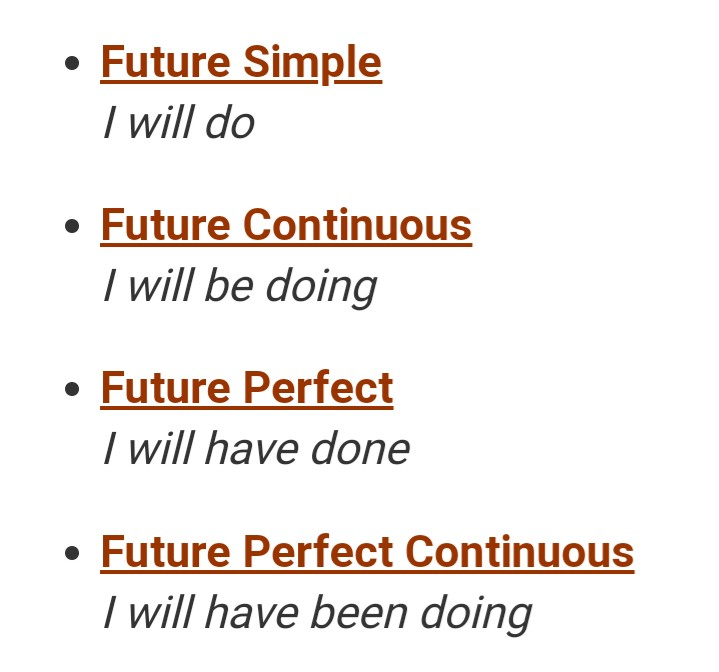 Future Simple
I will do
Future Continuous
I will be doing
Future Perfect
I will have done
Future Perfect Continuous
I will have been doing